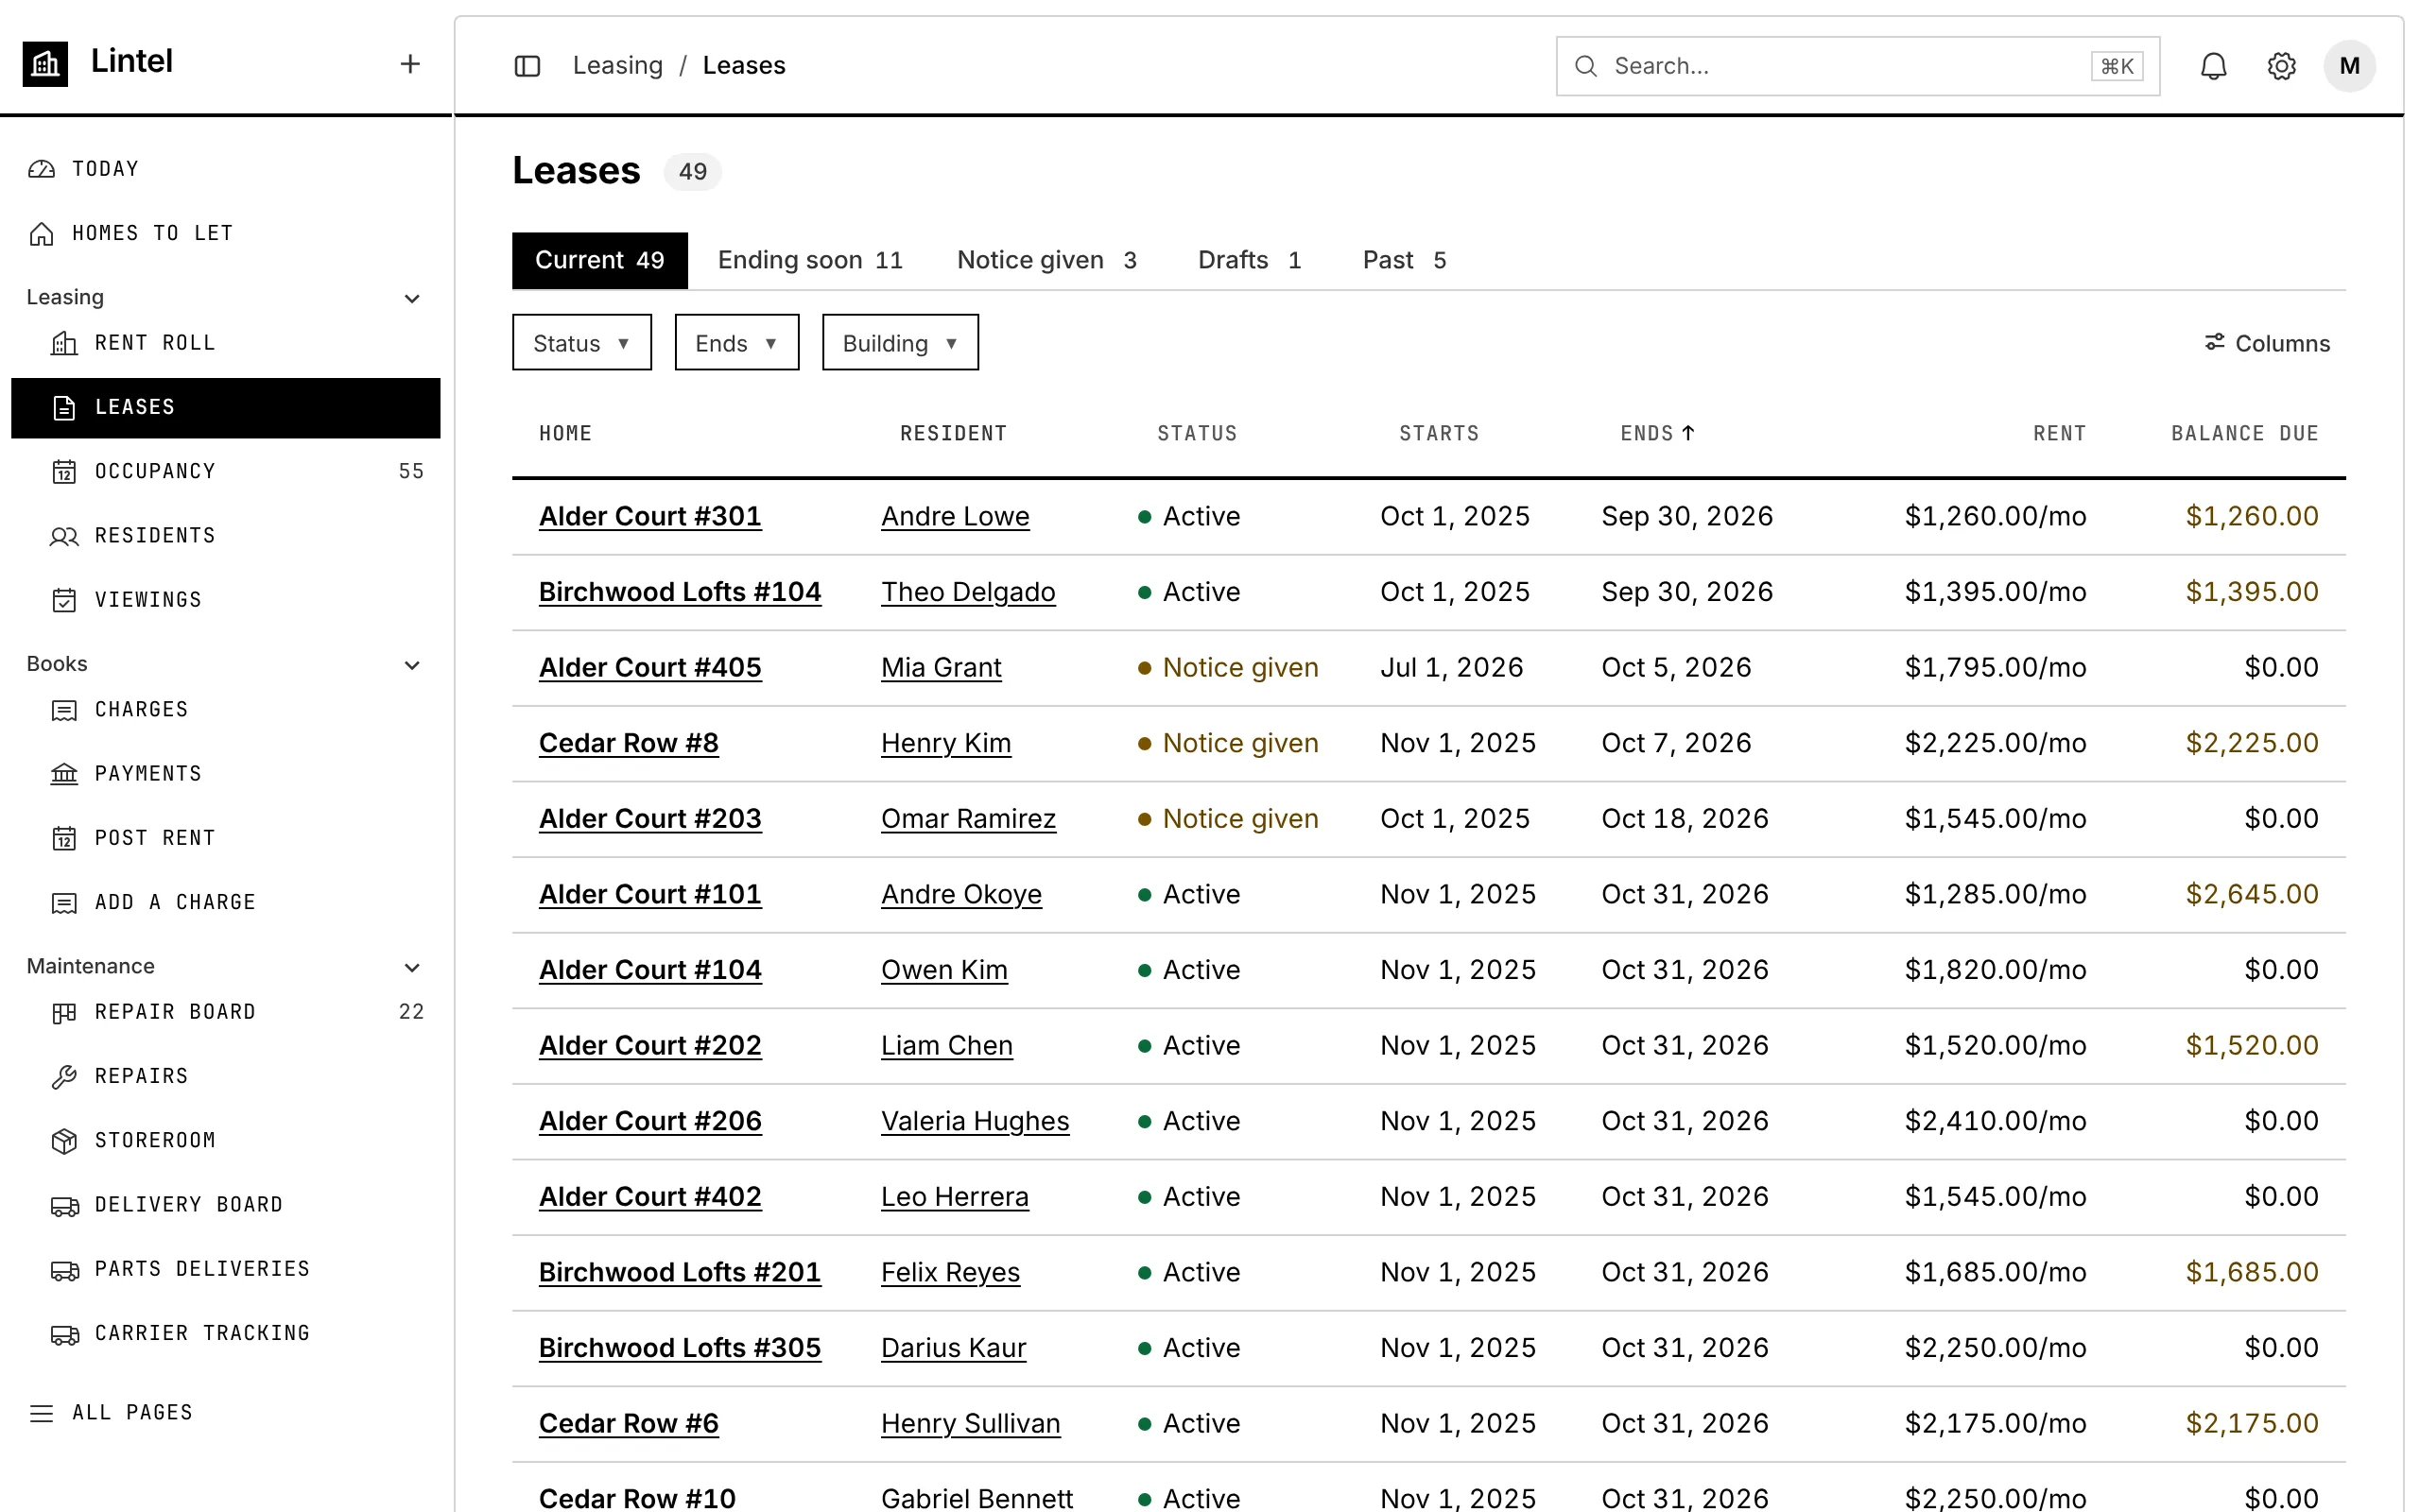 Lintel
TODAY
HOMES TO LET
Leasing
RENT ROLL
LEASES
OCCUPANCY 55
RESIDENTS
VIEWINGS
Books
CHARGES
PAYMENTS
POST RENT
ADD A CHARGE
Maintenance
REPAIR BOARD 22
REPAIRS
STOREROOM
DELIVERY BOARD
PARTS DELIVERIES
CARRIER TRACKING
ALL PAGES
Leasing / Leases
Search... ⌘K
M
Leases 49
Current 49 Ending soon 11 Notice given 3 Drafts 1 Past 5
Status ▼ Ends ▼ Building ▼ Columns
HOME RESIDENT STATUS STARTS ENDS ↑ RENT BALANCE DUE
Alder Court #301 Andre Lowe Active Oct 1, 2025 Sep 30, 2026 $1,260.00/mo $1,260.00
Birchwood Lofts #104 Theo Delgado Active Oct 1, 2025 Sep 30, 2026 $1,395.00/mo $1,395.00
Alder Court #405 Mia Grant Notice given Jul 1, 2026 Oct 5, 2026 $1,795.00/mo $0.00
Cedar Row #8 Henry Kim Notice given Nov 1, 2025 Oct 7, 2026 $2,225.00/mo $2,225.00
Alder Court #203 Omar Ramirez Notice given Oct 1, 2025 Oct 18, 2026 $1,545.00/mo $0.00
Alder Court #101 Andre Okoye Active Nov 1, 2025 Oct 31, 2026 $1,285.00/mo $2,645.00
Alder Court #104 Owen Kim Active Nov 1, 2025 Oct 31, 2026 $1,820.00/mo $0.00
Alder Court #202 Liam Chen Active Nov 1, 2025 Oct 31, 2026 $1,520.00/mo $1,520.00
Alder Court #206 Valeria Hughes Active Nov 1, 2025 Oct 31, 2026 $2,410.00/mo $0.00
Alder Court #402 Leo Herrera Active Nov 1, 2025 Oct 31, 2026 $1,545.00/mo $0.00
Birchwood Lofts #201 Felix Reyes Active Nov 1, 2025 Oct 31, 2026 $1,685.00/mo $1,685.00
Birchwood Lofts #305 Darius Kaur Active Nov 1, 2025 Oct 31, 2026 $2,250.00/mo $0.00
Cedar Row #6 Henry Sullivan Active Nov 1, 2025 Oct 31, 2026 $2,175.00/mo $2,175.00
Cedar Row #10 Gabriel Bennett Active Nov 1, 2025 Oct 31, 2026 $2,250.00/mo $0.00